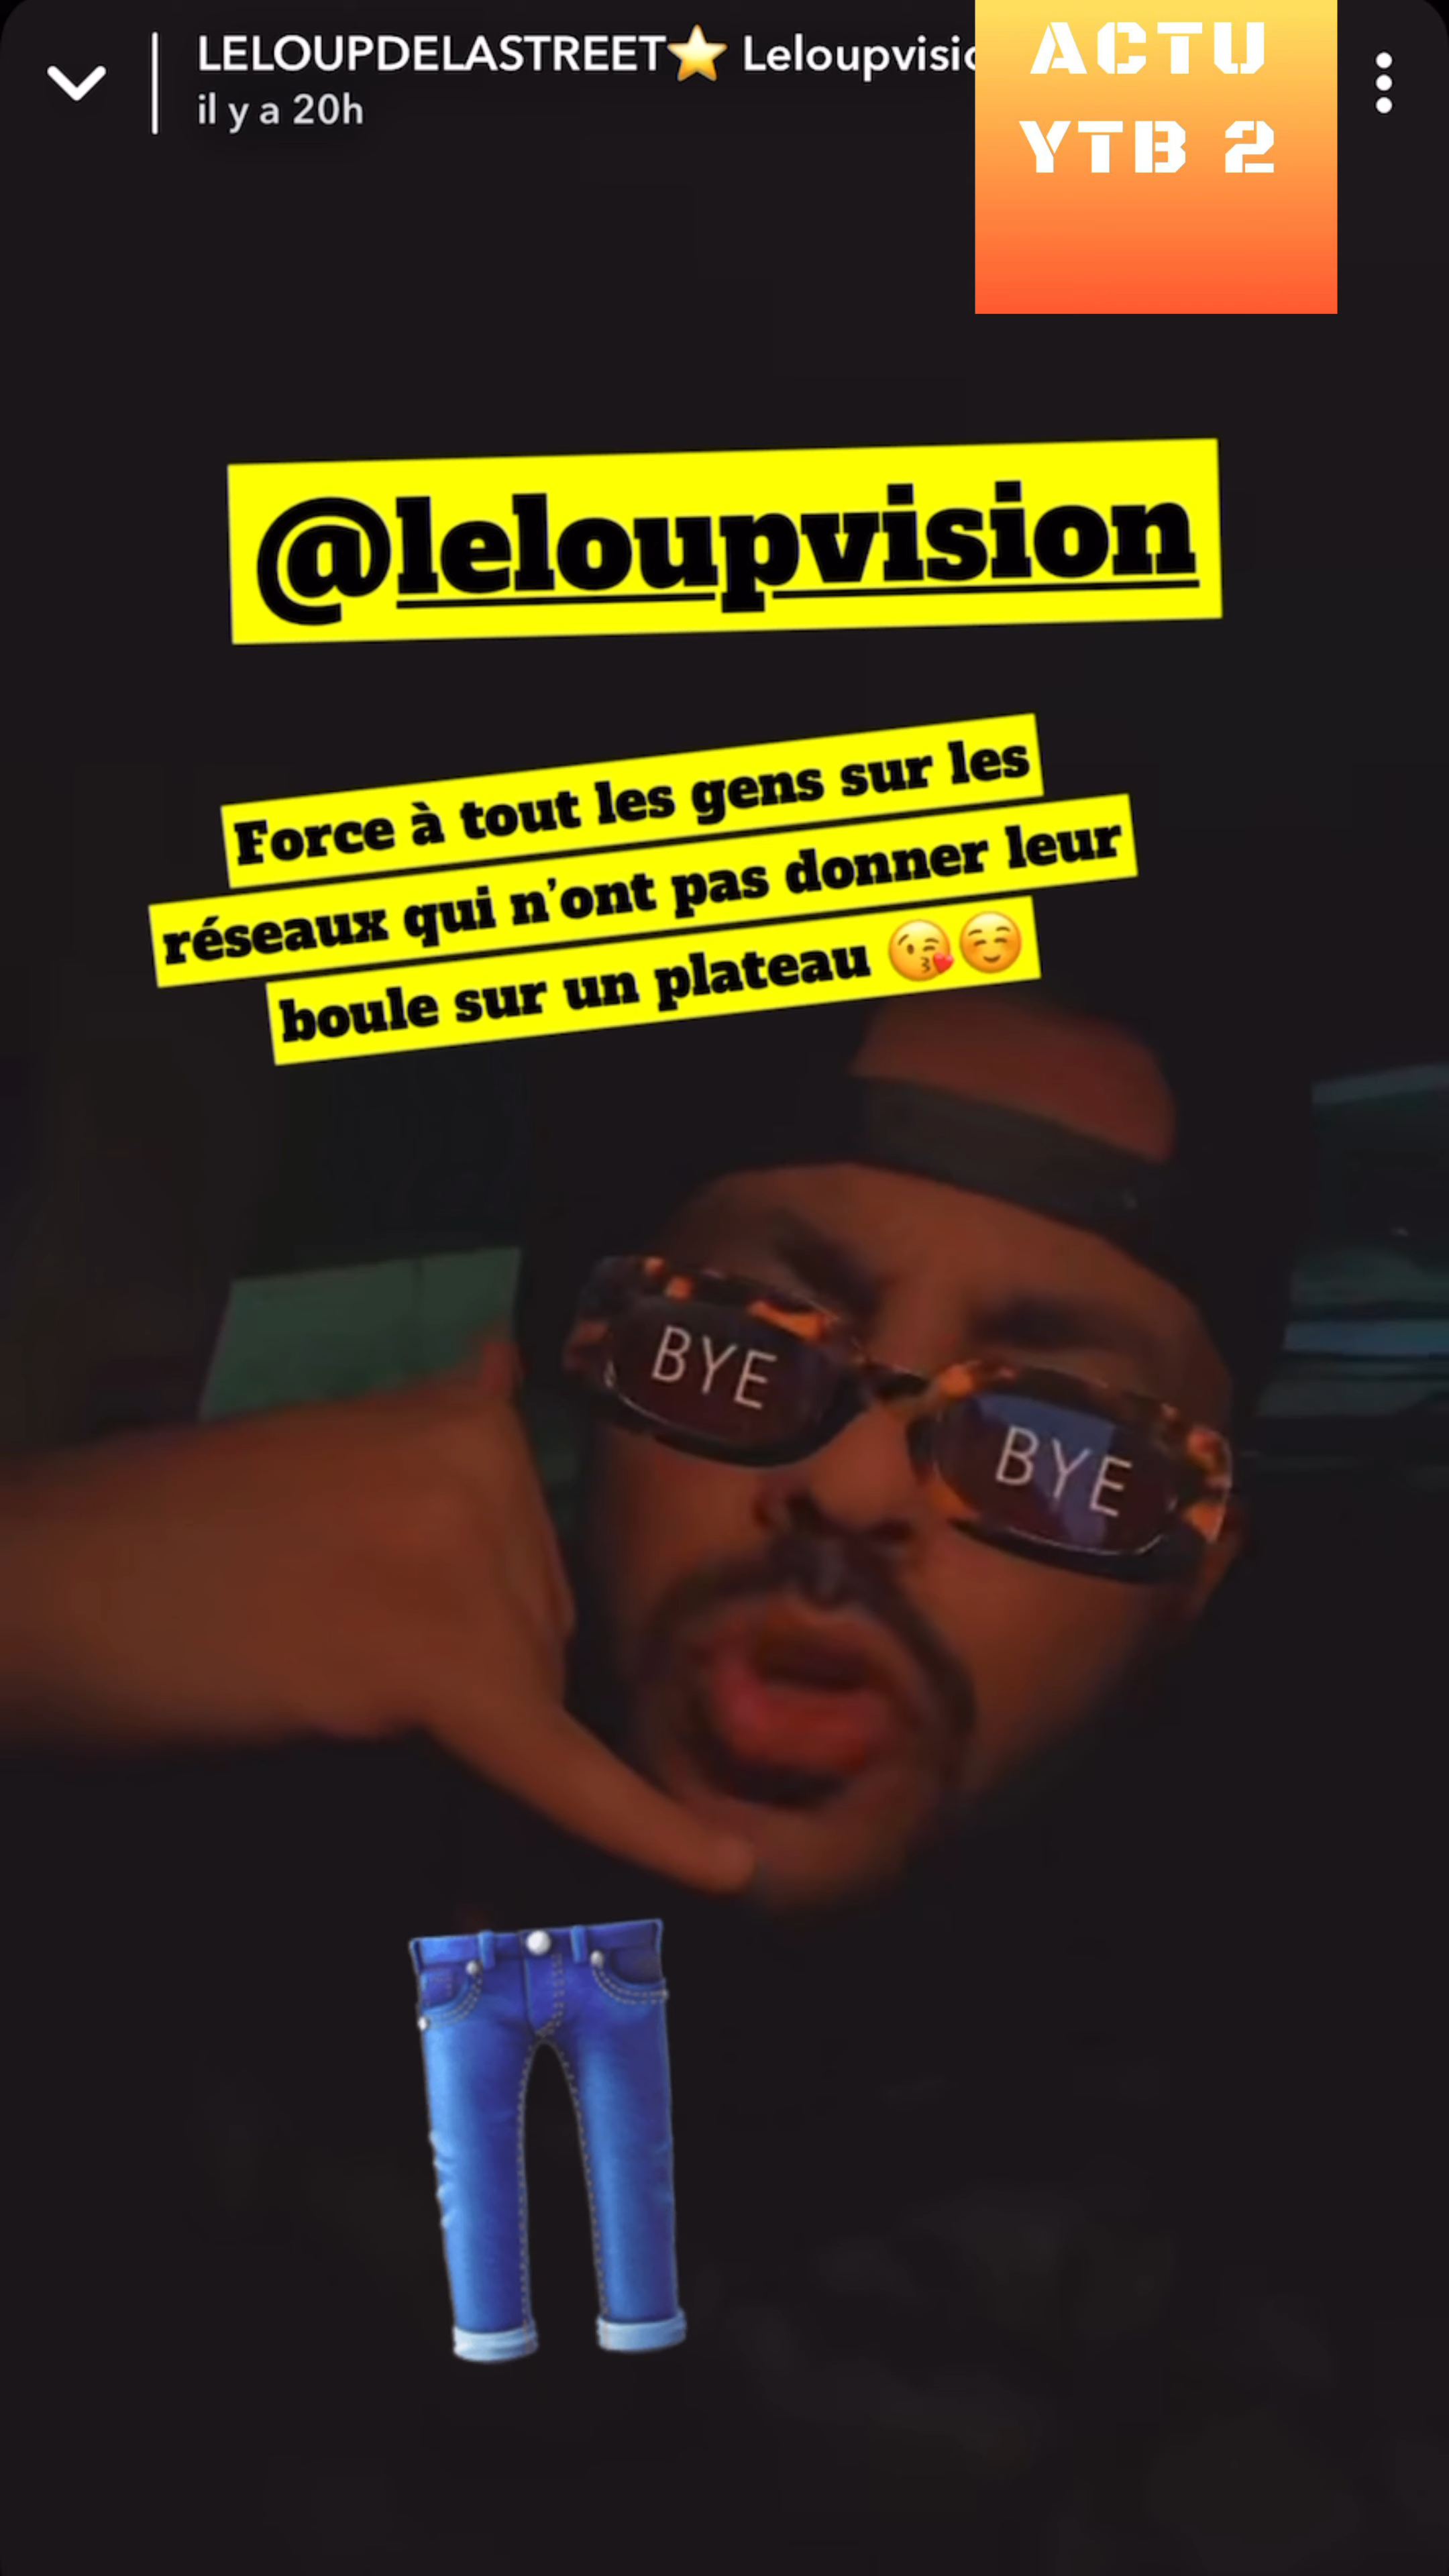 LELOUPDELASTREET⭐ Leloupvisio
il y a 20h
ACTU
YTB 2
@leloupvision
Force à tout les gens sur les
réseaux qui n'ont pas donner leur
boule sur un plateau 😘☺️
BYE
BYE